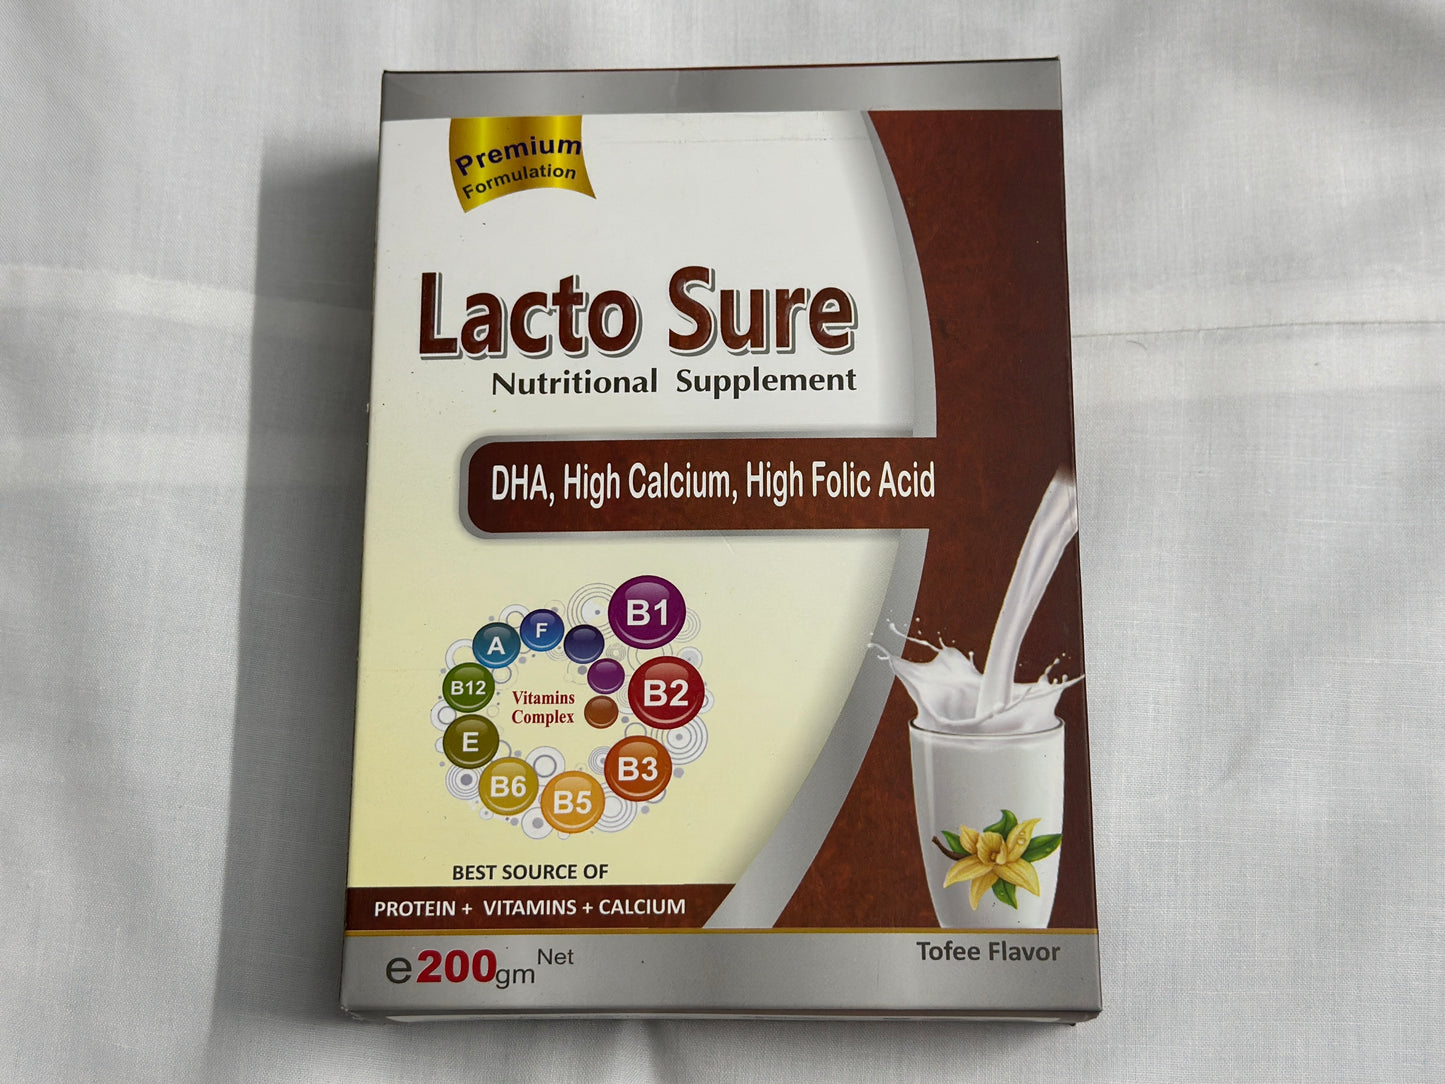 Premium
Formulation
Lacto Sure
Nutritional Supplement
DHA, High Calcium, High Folic Acid
B1
F
A
B2
B12
Vitamins
Complex
E
B3
B6
B5
BEST SOURCE OF
PROTEIN + VITAMINS + CALCIUM
e200gm Net
Tofee Flavor